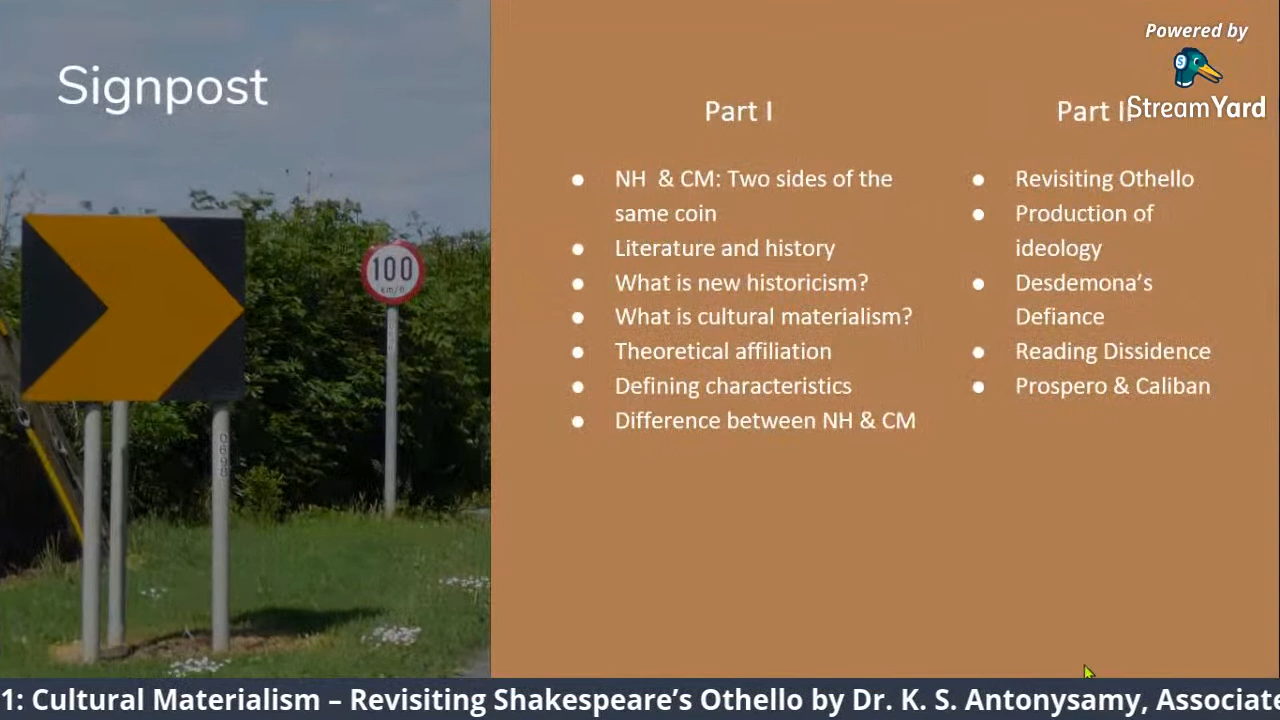 Signpost
100
km/h
Part I
● NH & CM: Two sides of the
same coin
● Literature and history
● What is new historicism?
● What is cultural materialism?
● Theoretical affiliation
● Defining characteristics
● Difference between NH & CM
Part II
● Revisiting Othello
● Production of
ideology
● Desdemona’s
Defiance
● Reading Dissidence
● Prospero & Caliban
Powered by
S
StreamYard
1: Cultural Materialism – Revisiting Shakespeare’s Othello by Dr. K. S. Antonysamy, Associate